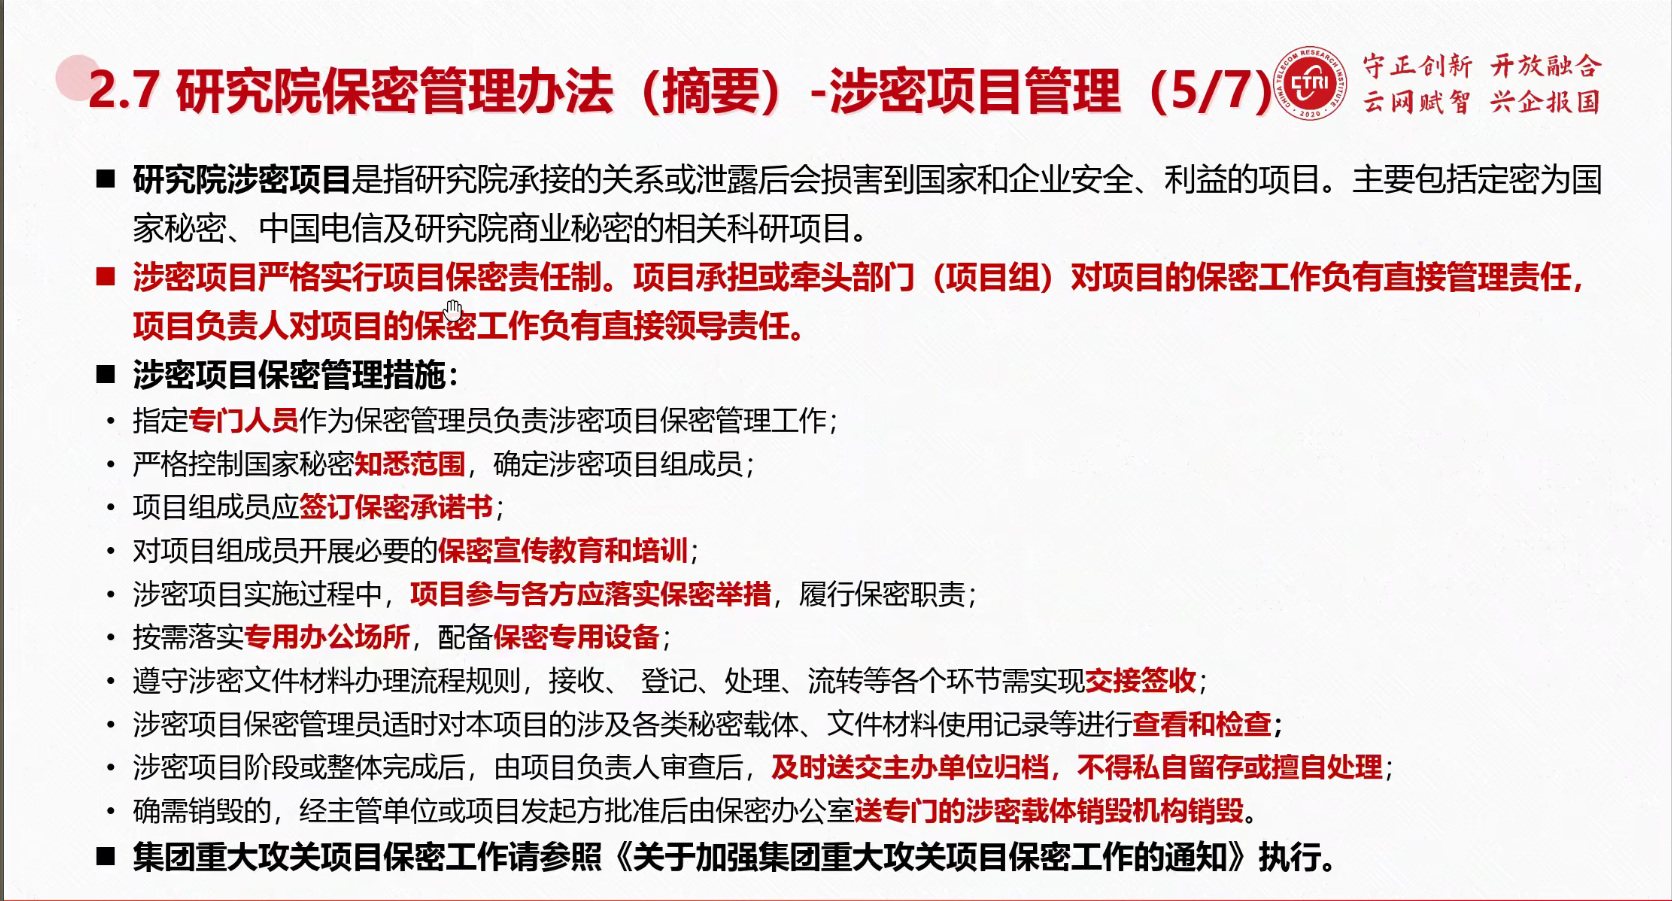 2.7 研究院保密管理办法（摘要）-涉密项目管理（5/7）
CHINA TELECOM RESEARCH INSTITUTE
CTRI
2020
守正创新 开放融合
云网赋智 兴企报国
■ 研究院涉密项目是指研究院承接的关系或泄露后会损害到国家和企业安全、利益的项目。主要包括定密为国
家秘密、中国电信及研究院商业秘密的相关科研项目。
■ 涉密项目严格实行项目保密责任制。项目承担或牵头部门（项目组）对项目的保密工作负有直接管理责任，
项目负责人对项目的保密工作负有直接领导责任。
■ 涉密项目保密管理措施：
• 指定专门人员作为保密管理员负责涉密项目保密管理工作；
• 严格控制国家秘密知悉范围，确定涉密项目组成员；
• 项目组成员应签订保密承诺书；
• 对项目组成员开展必要的保密宣传教育和培训；
• 涉密项目实施过程中，项目参与各方应落实保密举措，履行保密职责；
• 按需落实专用办公场所，配备保密专用设备；
• 遵守涉密文件材料办理流程规则，接收、 登记、处理、流转等各个环节需实现交接签收；
• 涉密项目保密管理员适时对本项目的涉及各类秘密载体、文件材料使用记录等进行查看和检查；
• 涉密项目阶段或整体完成后，由项目负责人审查后，及时送交主办单位归档，不得私自留存或擅自处理；
• 确需销毁的，经主管单位或项目发起方批准后由保密办公室送专门的涉密载体销毁机构销毁。
■ 集团重大攻关项目保密工作请参照《关于加强集团重大攻关项目保密工作的通知》执行。